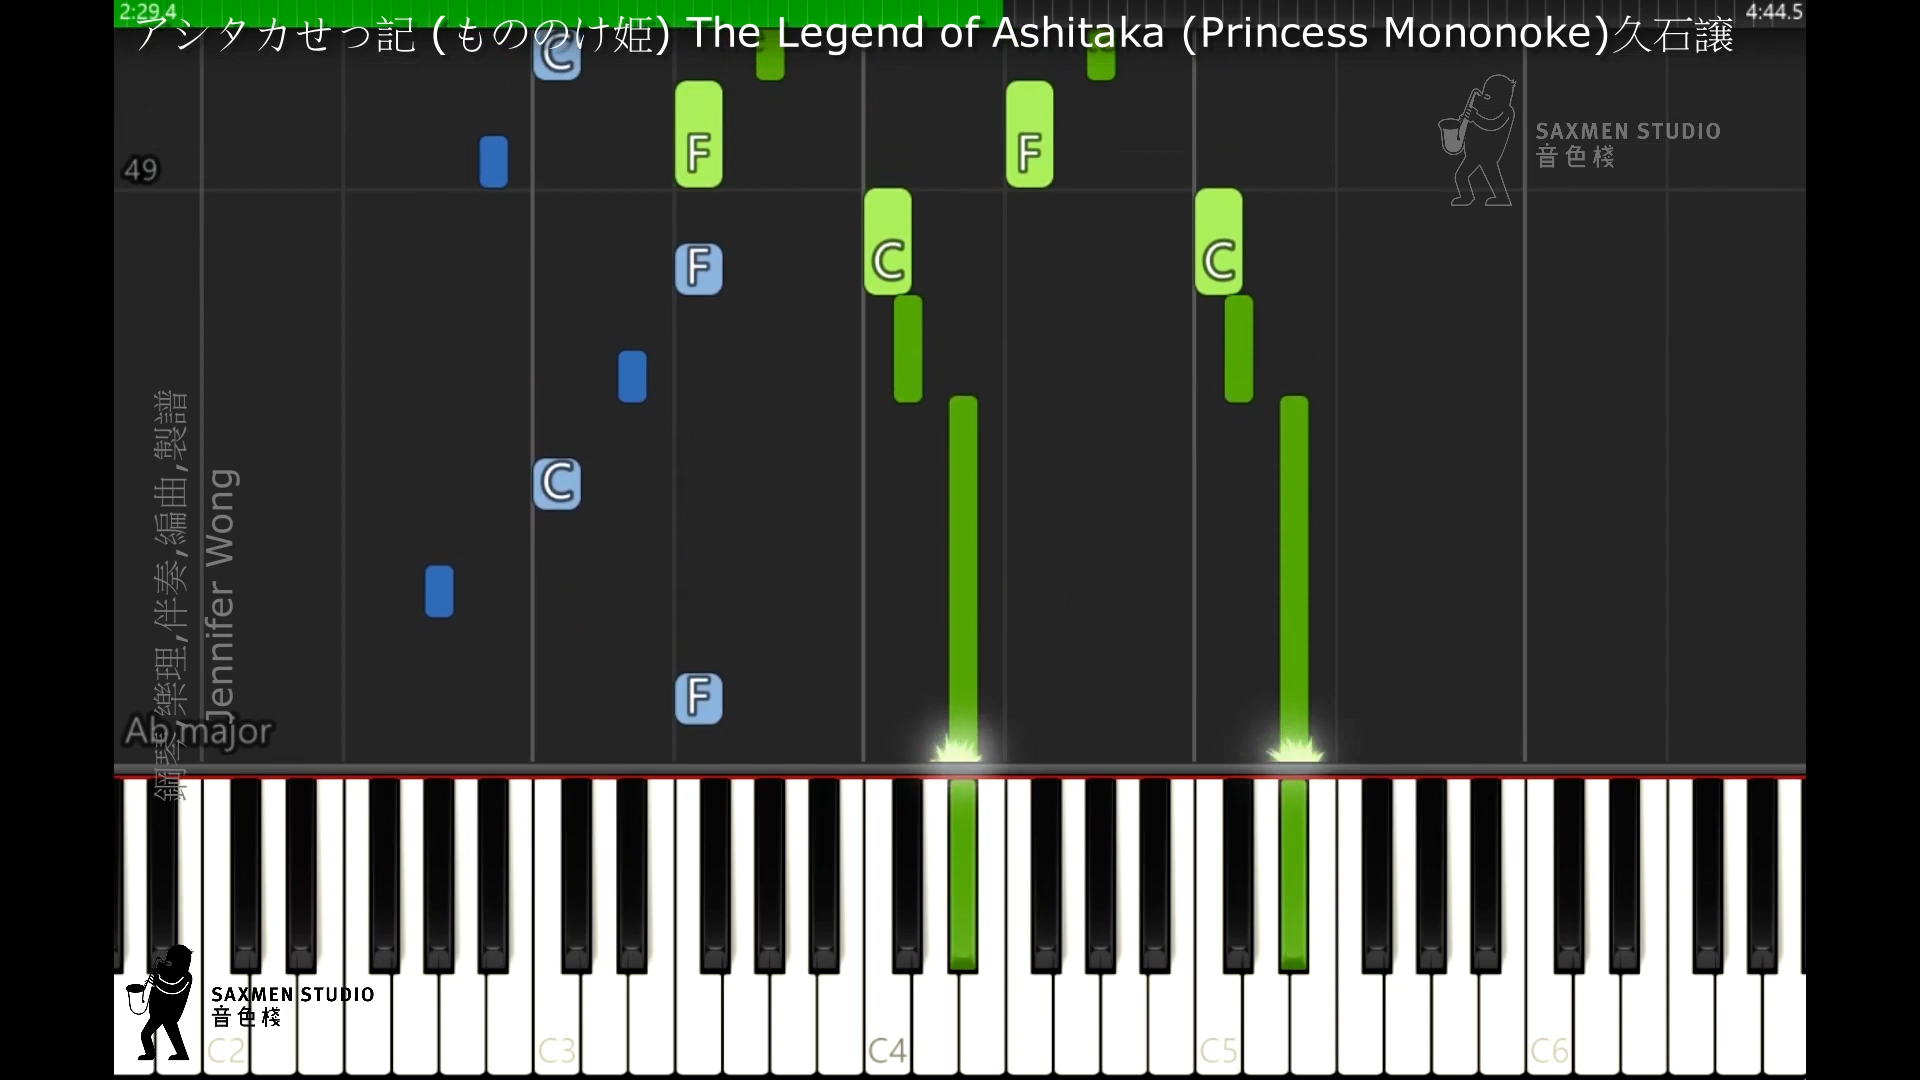 2:29.4
4:44.5
アシタカせっ記 (もののけ姫) The Legend of Ashitaka (Princess Mononoke)久石譲
C
F
F
SAXMEN STUDIO
音色棧
49
C
C
F
C
F
鋼琴,樂理,伴奏,編曲,製譜
Jennifer Wong
Ab major
SAXMEN STUDIO
音色棧
C2
C3
C4
C5
C6